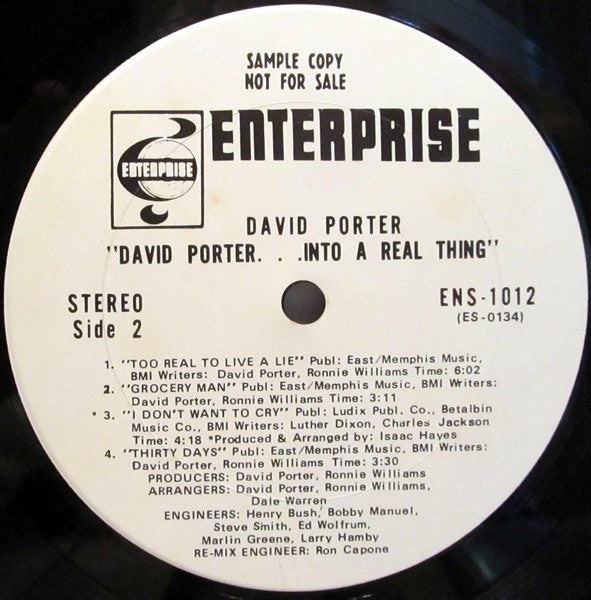 SAMPLE COPY
NOT FOR SALE
ENTERPRISE
ENTERPRISE
DAVID PORTER
"DAVID PORTER. . .INTO A REAL THING"
STEREO
Side 2
ENS-1012
(ES-0134)
1. "TOO REAL TO LIVE A LIE" Publ: East/Memphis Music,
BMI Writers: David Porter, Ronnie Williams Time: 6:02
2. "GROCERY MAN" Publ: East/Memphis Music, BMI Writers:
David Porter, Ronnie Williams Time: 3:11
* 3. "I DON'T WANT TO CRY" Publ: Ludix Publ. Co., Betalbin
Music Co., BMI Writers: Luther Dixon, Charles Jackson
Time: 4:18 *Produced & Arranged by: Isaac Hayes
4. "THIRTY DAYS" Publ: East/Memphis Music, BMI Writers:
David Porter, Ronnie Williams Time: 3:30
PRODUCERS: David Porter, Ronnie Williams
ARRANGERS: David Porter, Ronnie Williams,
Dale Warren
ENGINEERS: Henry Bush, Bobby Manuel,
Steve Smith, Ed Wolfrum,
Marlin Greene, Larry Hamby
RE-MIX ENGINEER: Ron Capone